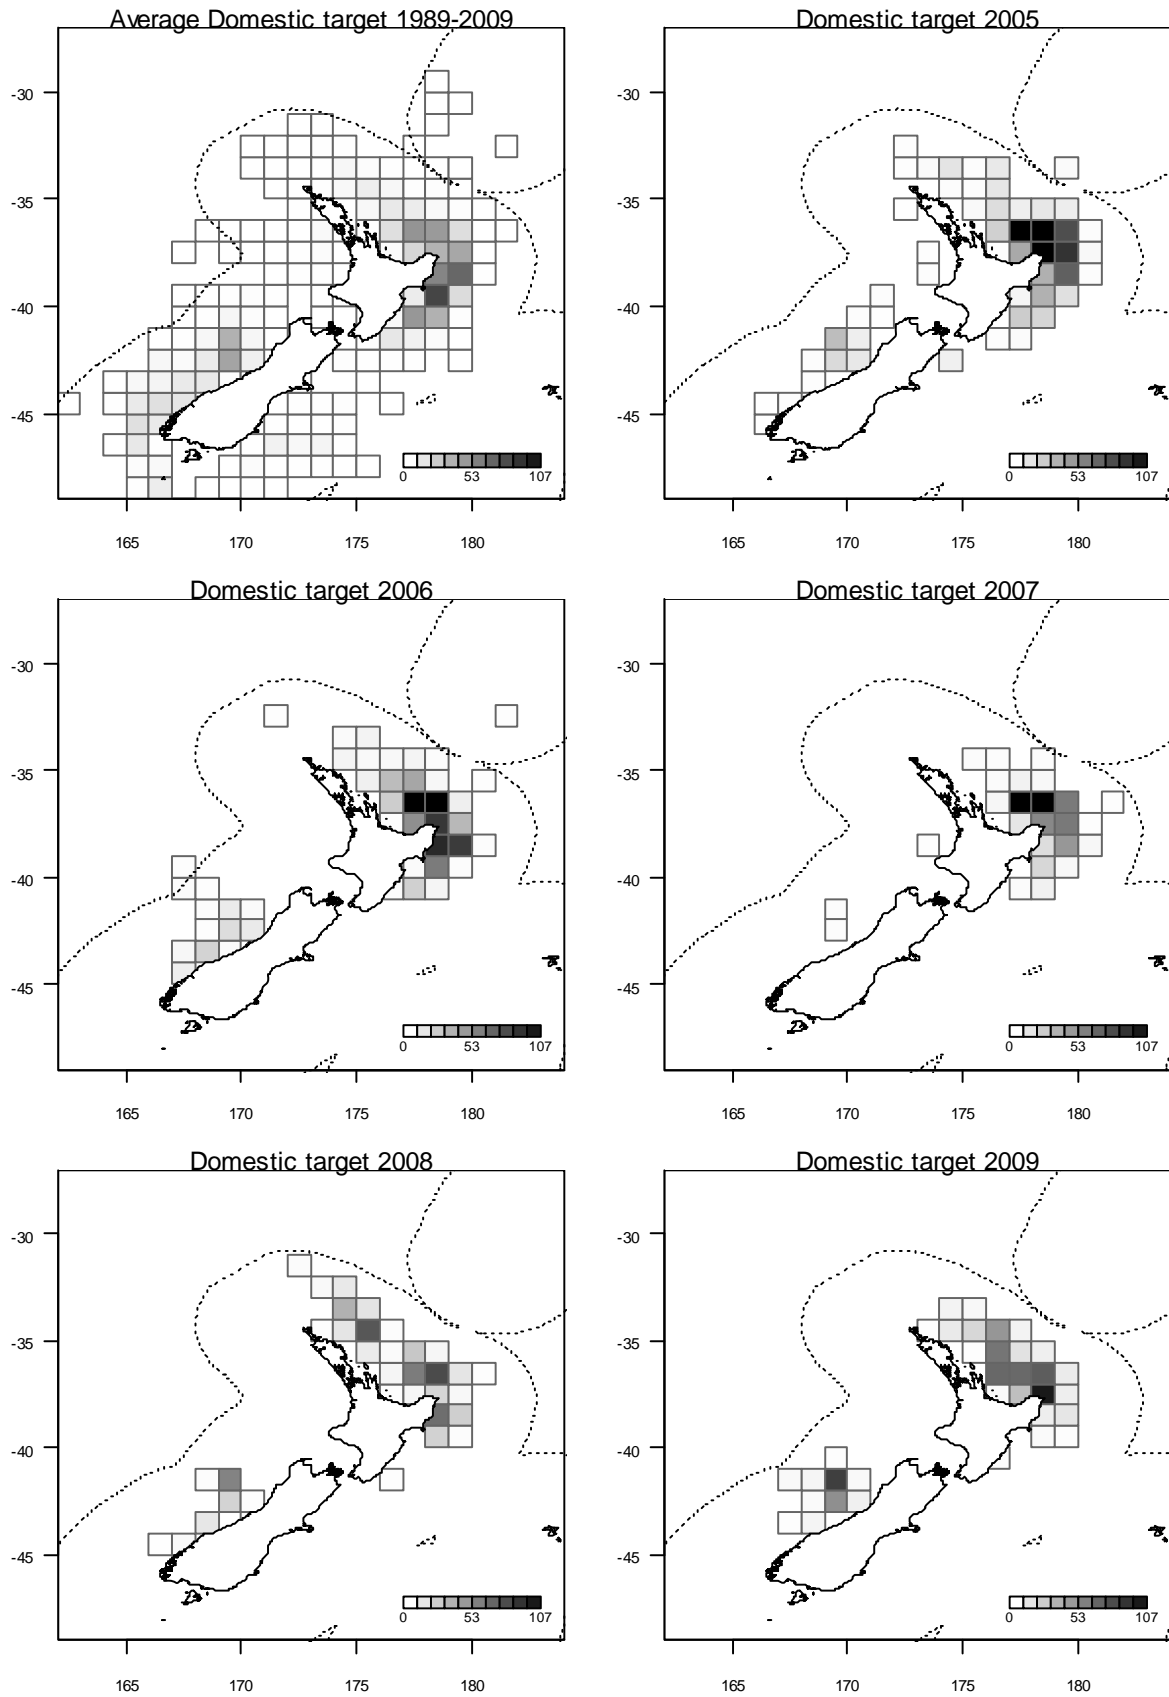 Average Domestic target 1989-2009
Domestic target 2005
-30
-35
-40
-45
0 53 107
165 170 175 180
-30
-35
-40
-45
0 53 107
165 170 175 180
Domestic target 2006
Domestic target 2007
-30
-35
-40
-45
0 53 107
165 170 175 180
-30
-35
-40
-45
0 53 107
165 170 175 180
Domestic target 2008
Domestic target 2009
-30
-35
-40
-45
0 53 107
165 170 175 180
-30
-35
-40
-45
0 53 107
165 170 175 180